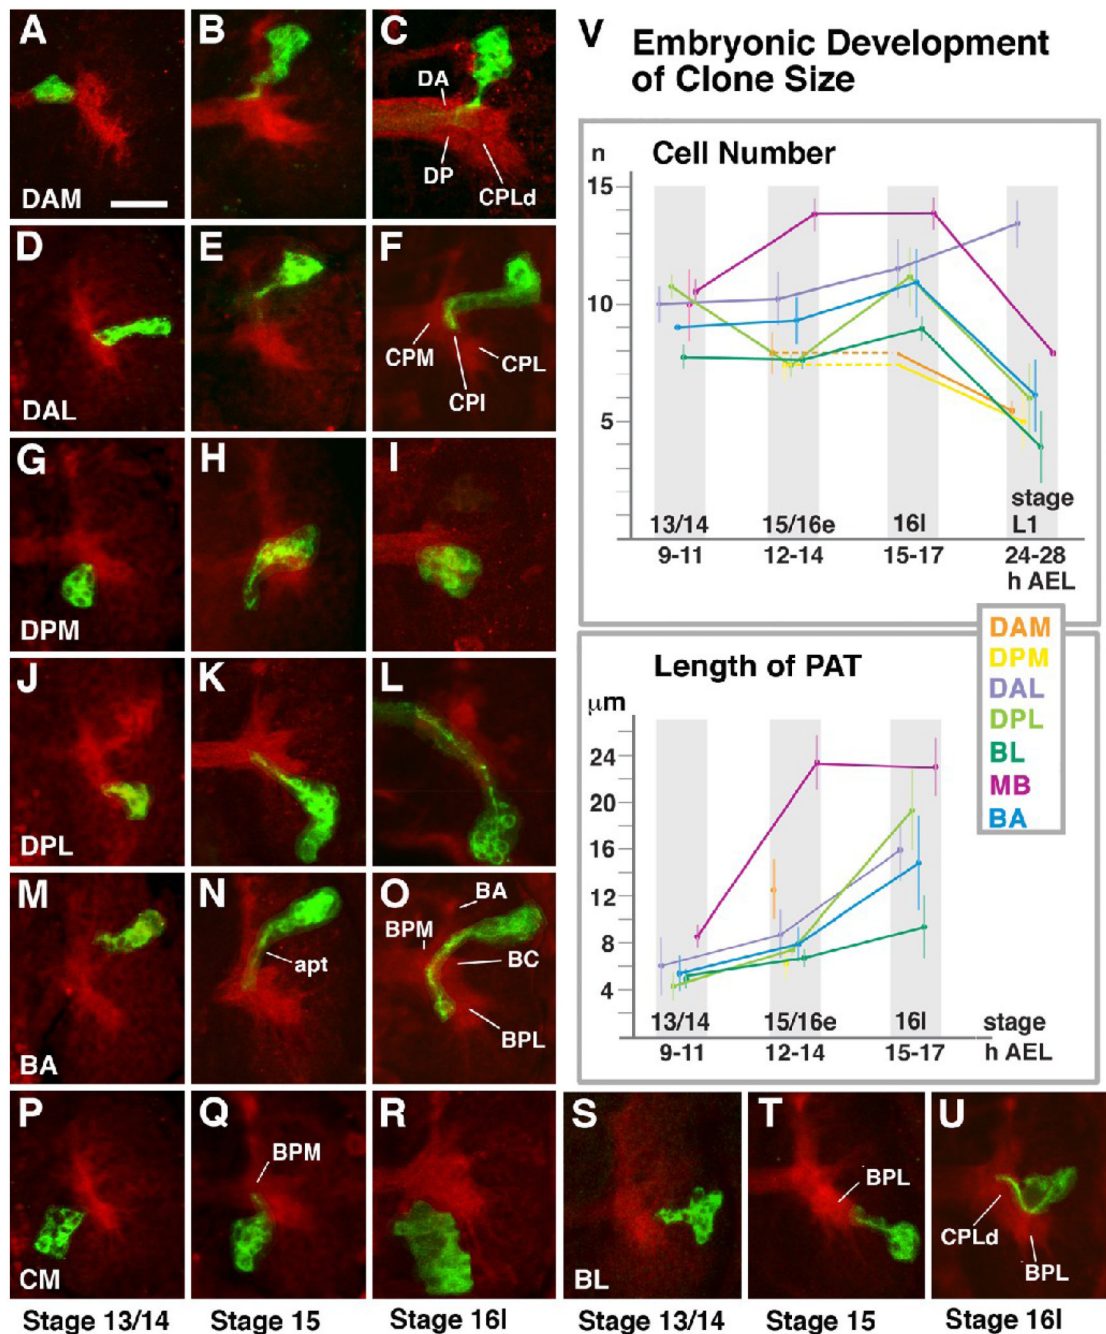 A
B
C
DA
DP
CPLd
DAM
D
E
F
CPM
CPL
CPI
DAL
G
H
I
DPM
J
K
L
DPL
M
N
O
BA
BPM
apt
BC
BPL
BA
P
Q
R
BPM
CM
Stage 13/14
Stage 15
Stage 16l
S
T
U
BPL
CPLd
BPL
BL
Stage 13/14
Stage 15
Stage 16l
V Embryonic Development
of Clone Size
n Cell Number
15
10
5
13/14 15/16e 16l stage L1
9-11 12-14 15-17 24-28
h AEL
DAM
DPM
DAL
DPL
BL
MB
BA
Length of PAT
µm
24
20
16
12
8
4
13/14 15/16e 16l stage
9-11 12-14 15-17 h AEL